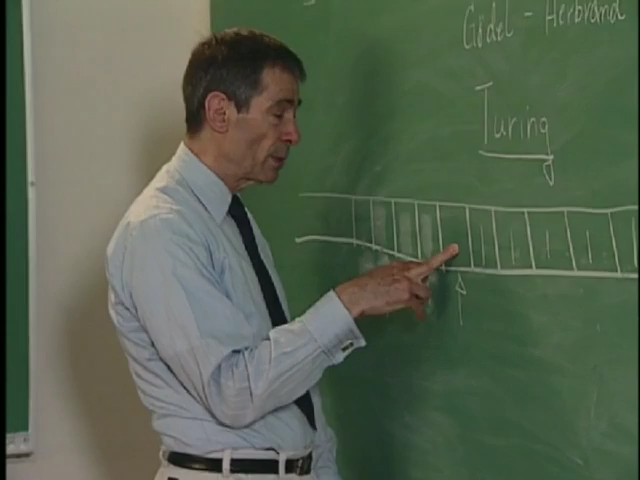 Gödel - Herbrand
Turing
| | | | | |